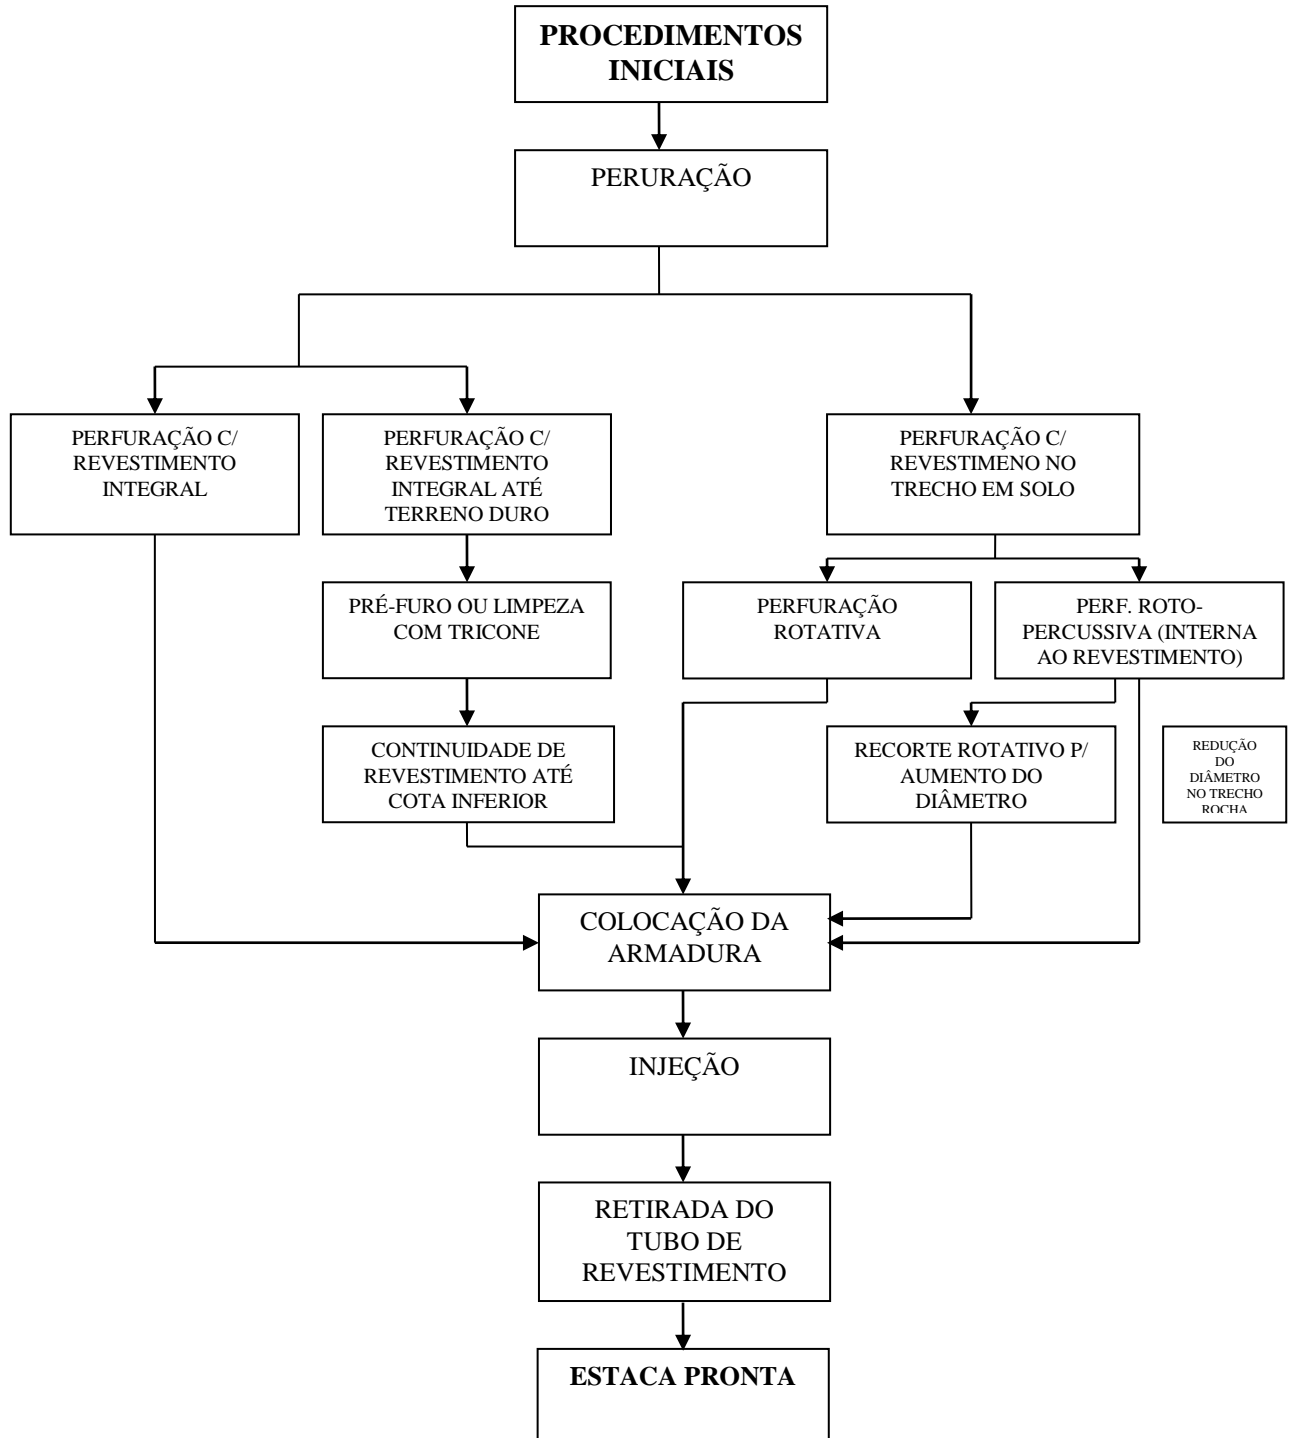 PROCEDIMENTOS
INICIAIS
PERURAÇÃO
PERFURAÇÃO C/
REVESTIMENTO
INTEGRAL
PERFURAÇÃO C/
REVESTIMENTO
INTEGRAL ATÉ
TERRENO DURO
PERFURAÇÃO C/
REVESTIMENO NO
TRECHO EM SOLO
PRÉ-FURO OU LIMPEZA
COM TRICONE
PERFURAÇÃO
ROTATIVA
PERF. ROTO-
PERCUSSIVA (INTERNA
AO REVESTIMENTO)
CONTINUIDADE DE
REVESTIMENTO ATÉ
COTA INFERIOR
RECORTE ROTATIVO P/
AUMENTO DO
DIÂMETRO
REDUÇÃO
DO
DIÂMETRO
NO TRECHO
ROCHA
COLOCAÇÃO DA
ARMADURA
INJEÇÃO
RETIRADA DO
TUBO DE
REVESTIMENTO
ESTACA PRONTA